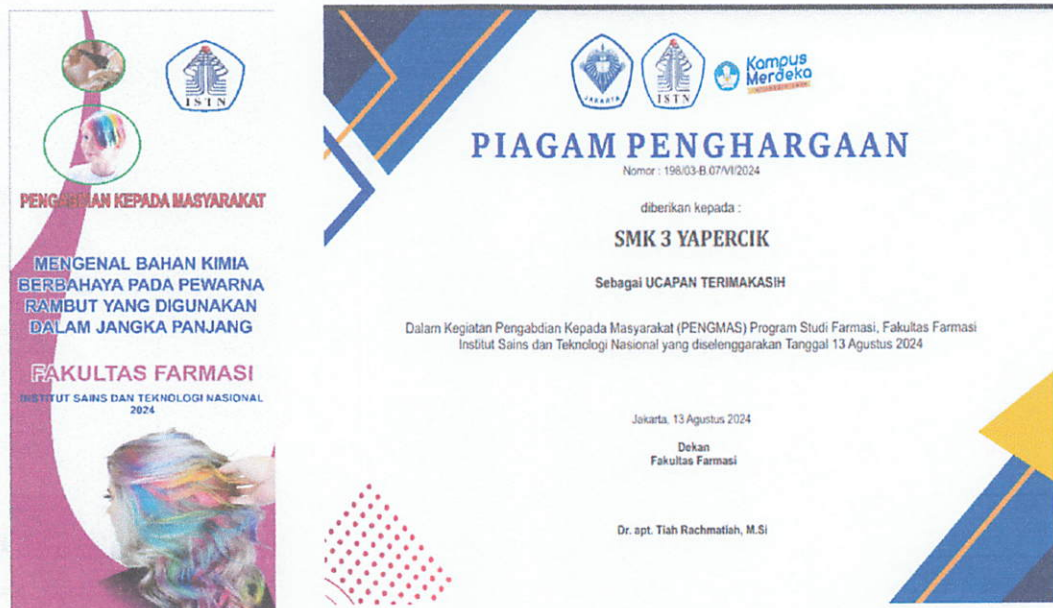 ISTN
PENGABDIAN KEPADA MASYARAKAT
MENGENAL BAHAN KIMIA
BERBAHAYA PADA PEWARNA
RAMBUT YANG DIGUNAKAN
DALAM JANGKA PANJANG
FAKULTAS FARMASI
INSTITUT SAINS DAN TEKNOLOGI NASIONAL
2024
JAKARTA
ISTN
Kampus
Merdeka
PIAGAM PENGHARGAAN
Nomor : 198/03-B.07/VI/2024
diberikan kepada :
SMK 3 YAPERCIK
Sebagai UCAPAN TERIMAKASIH
Dalam Kegiatan Pengabdian Kepada Masyarakat (PENGMAS) Program Studi Farmasi, Fakultas Farmasi
Institut Sains dan Teknologi Nasional yang diselenggarakan Tanggal 13 Agustus 2024
Jakarta, 13 Agustus 2024
Dekan
Fakultas Farmasi
Dr. apt. Tiah Rachmatiah, M.Si